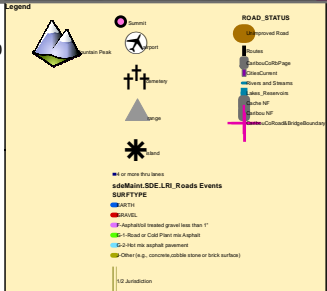 Legend
Summit
ROAD_STATUS
Mountain Peak
Airport
Unimproved Road
Routes
CaribouCoRbPage
Cemetary
CitiesCurrent
Rivers and Streams
Lakes_Reservoirs
Range
Cache NF
Caribou NF
CaribouCoRoad&BridgeBoundary
Island
4 or more thru lanes
sdeMaint.SDE.LRI_Roads Events
SURFTYPE
EARTH
GRAVEL
F-Asphalt/oil treated gravel less than 1"
G-1-Road or Cold Plant mix Asphalt
G-2-Hot mix asphalt pavement
J-Other (e.g., concrete,cobble stone or brick surface)
1/2 Jurisdiction